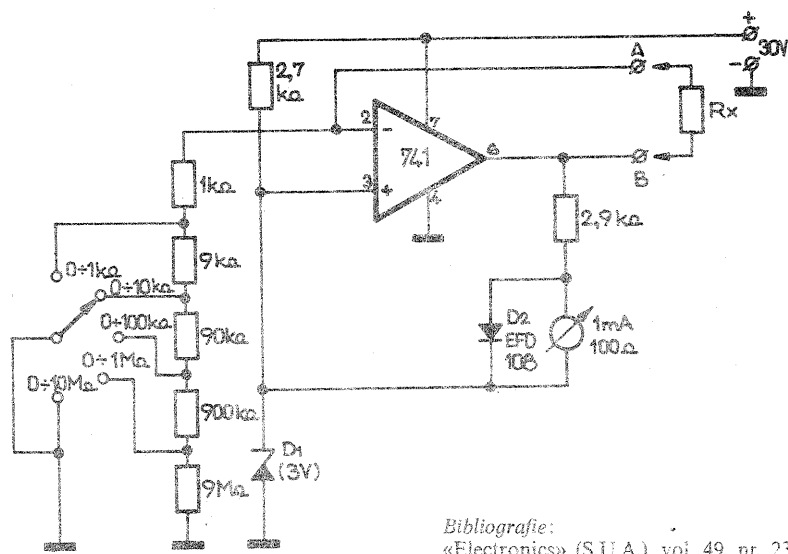 +
30V
-
A
2,7
kΩ
Rx
2
-
7
741
6
3
+
4
B
1kΩ
2,9kΩ
9kΩ
0÷1kΩ
0÷10kΩ
0÷100kΩ
90kΩ
D2
EFD
108
1mA
100Ω
0÷1MΩ
0÷10MΩ
900kΩ
D1
(3V)
9MΩ
Bibliografie:
«Electronics» (S.U.A.) vol. 49 nr. 23